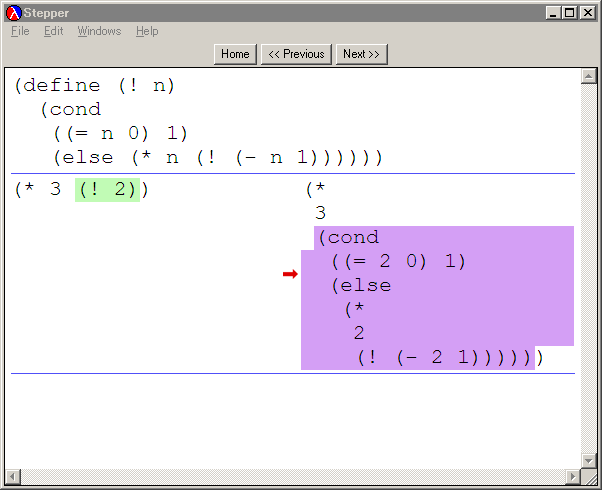 Stepper
File Edit Windows Help
Home << Previous Next >>
(define (! n)
(cond
((= n 0) 1)
(else (* n (! (- n 1))))))
(* 3 (! 2))
(*
3
(cond
((= 2 0) 1)
(else
(*
2
(! (- 2 1))))))